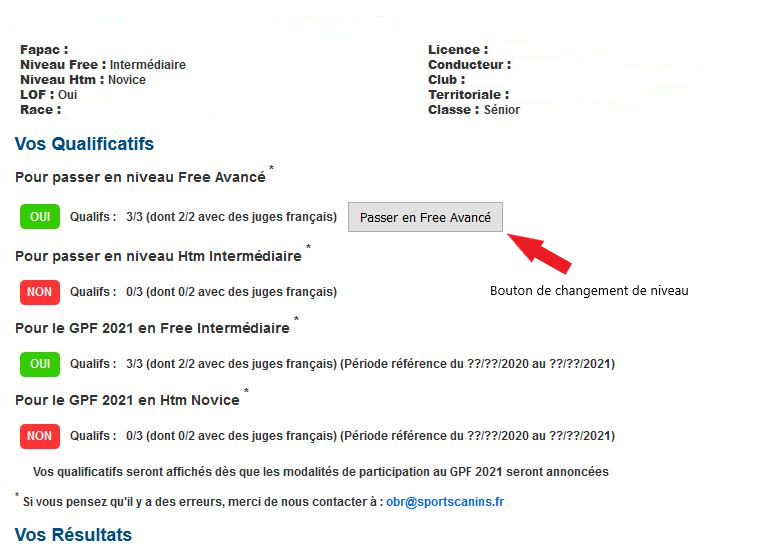 Fapac :
Niveau Free : Intermédiaire
Niveau Htm : Novice
LOF : Oui
Race :
Licence :
Conducteur :
Club :
Territoriale :
Classe : Sénior
Vos Qualificatifs
Pour passer en niveau Free Avancé *
OUI Qualifs : 3/3 (dont 2/2 avec des juges français) Passer en Free Avancé
Pour passer en niveau Htm Intermédiaire *
Bouton de changement de niveau
NON Qualifs : 0/3 (dont 0/2 avec des juges français)
Pour le GPF 2021 en Free Intermédiaire *
OUI Qualifs : 3/3 (dont 2/2 avec des juges français) (Période référence du ??/??/2020 au ??/??/2021)
Pour le GPF 2021 en Htm Novice *
NON Qualifs : 0/3 (dont 0/2 avec des juges français) (Période référence du ??/??/2020 au ??/??/2021)
Vos qualificatifs seront affichés dès que les modalités de participation au GPF 2021 seront annoncées
* Si vous pensez qu'il y a des erreurs, merci de nous contacter à : obr@sportscanins.fr
Vos Résultats